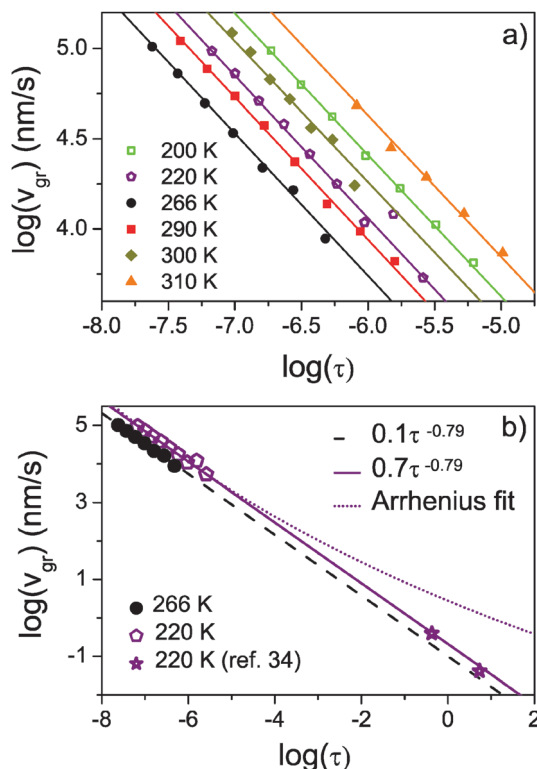 a)
log(v_gr) (nm/s)
5.0
4.5
4.0
200 K
220 K
266 K
290 K
300 K
310 K
-8.0 -7.5 -7.0 -6.5 -6.0 -5.5 -5.0
log(τ)
b)
log(v_gr) (nm/s)
5
3
1
-1
0.1τ^-0.79
0.7τ^-0.79
Arrhenius fit
266 K
220 K
220 K (ref. 34)
-8 -6 -4 -2 0 2
log(τ)